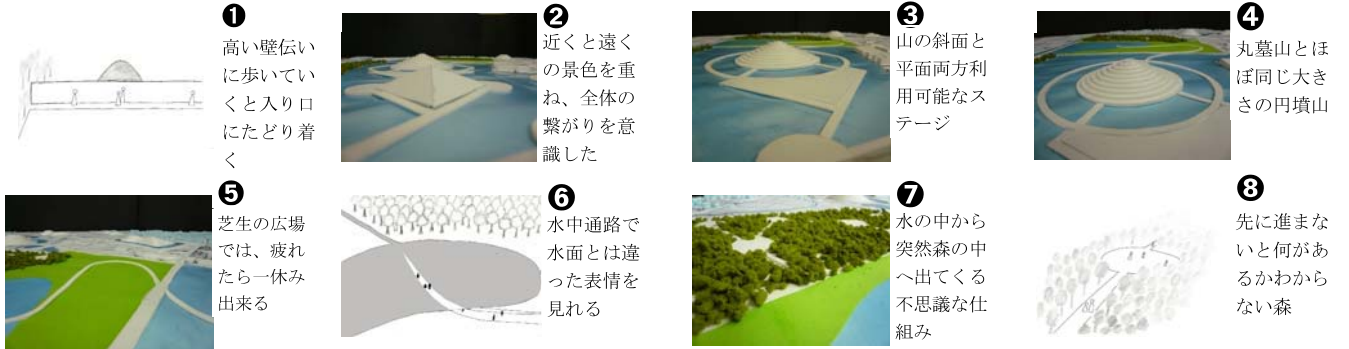 ❶
高い壁伝い
に歩いてい
くと入り口
にたどり着
く
❷
近くと遠く
の景色を重
ね、全体の
繋がりを意
識した
❸
山の斜面と
平面両方利
用可能なス
テージ
❹
丸墓山とほ
ぼ同じ大き
さの円墳山
❺
芝生の広場
では、疲れ
たら一休み
出来る
❻
水中通路で
水面とは違
った表情を
見れる
❼
水の中から
突然森の中
へ出てくる
不思議な仕
組み
❽
先に進まな
いと何があ
るかわから
ない森